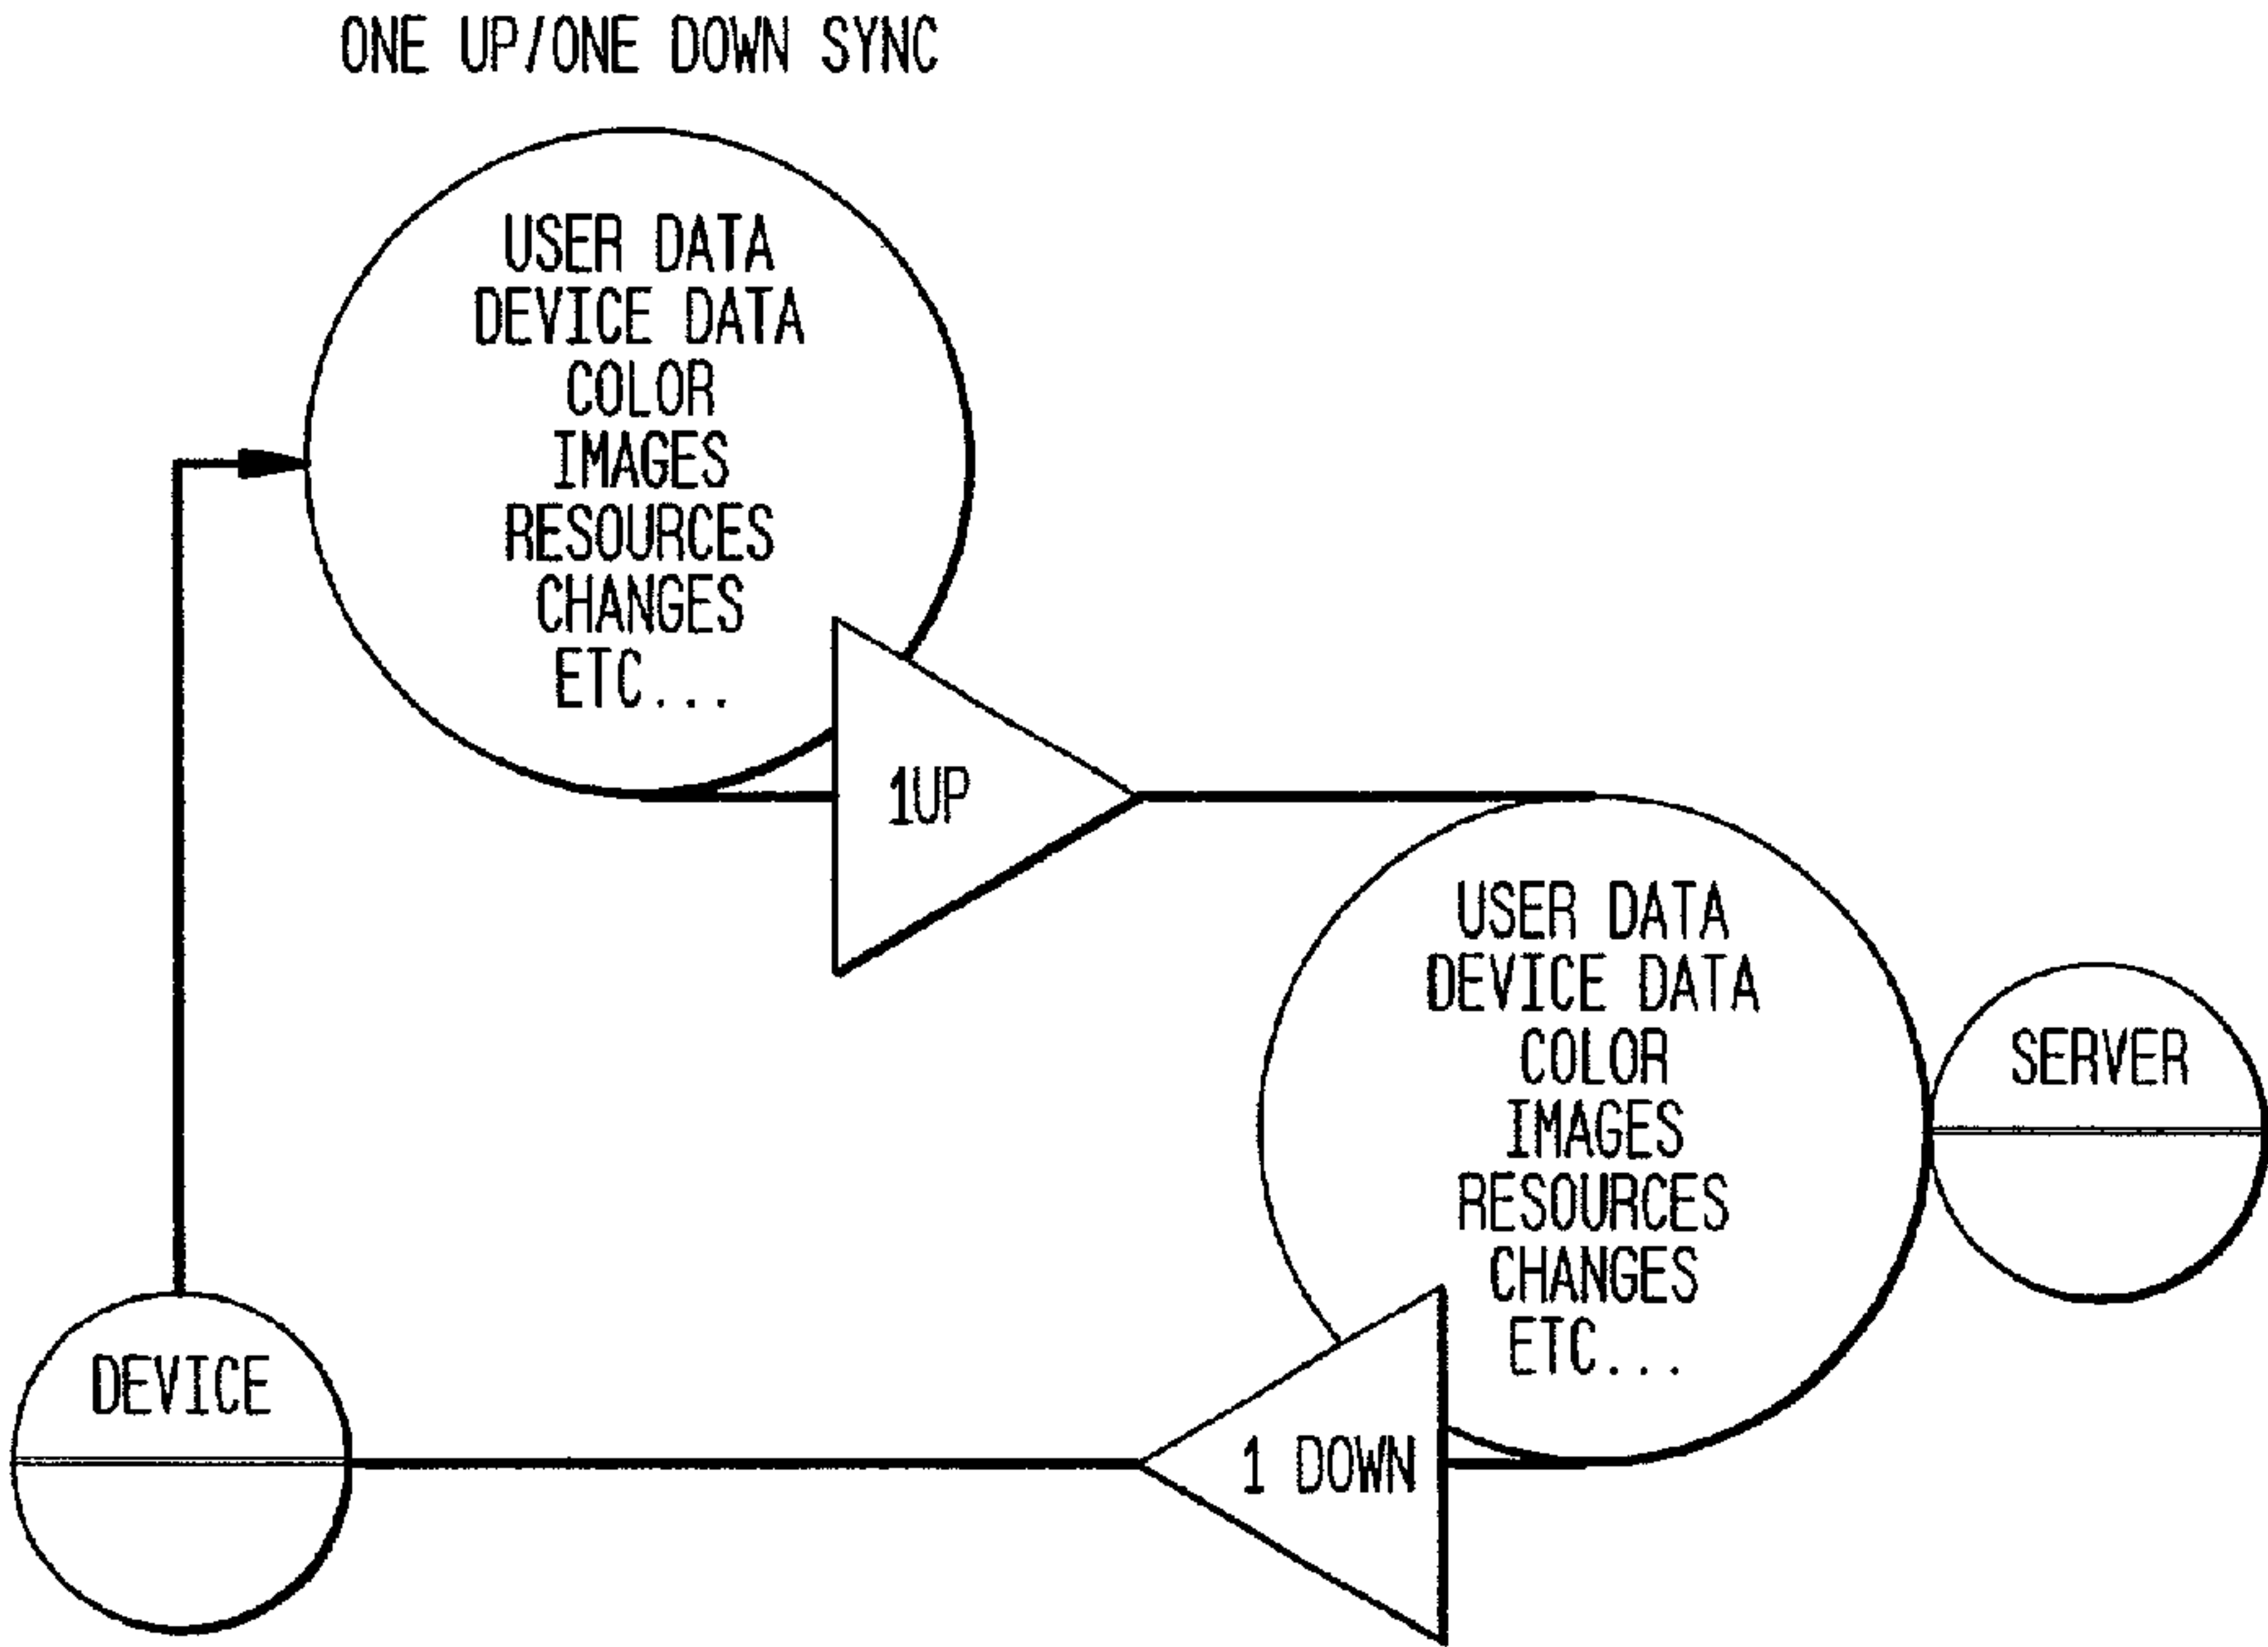 ONE UP/ONE DOWN SYNC
USER DATA
DEVICE DATA
COLOR
IMAGES
RESOURCES
CHANGES
ETC...
1UP
USER DATA
DEVICE DATA
COLOR
IMAGES
RESOURCES
CHANGES
ETC...
SERVER
DEVICE
1 DOWN